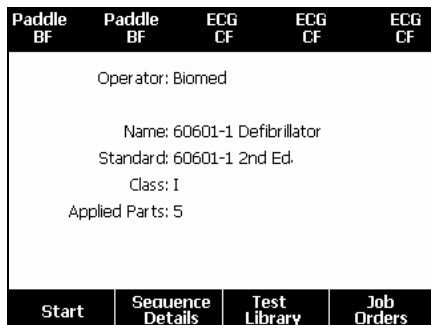 Paddle Paddle ECG ECG ECG
BF BF CF CF CF
Operator: Biomed
Name: 60601-1 Defibrillator
Standard: 60601-1 2nd Ed.
Class: I
Applied Parts: 5
Start Sequence Details Test Library Job Orders